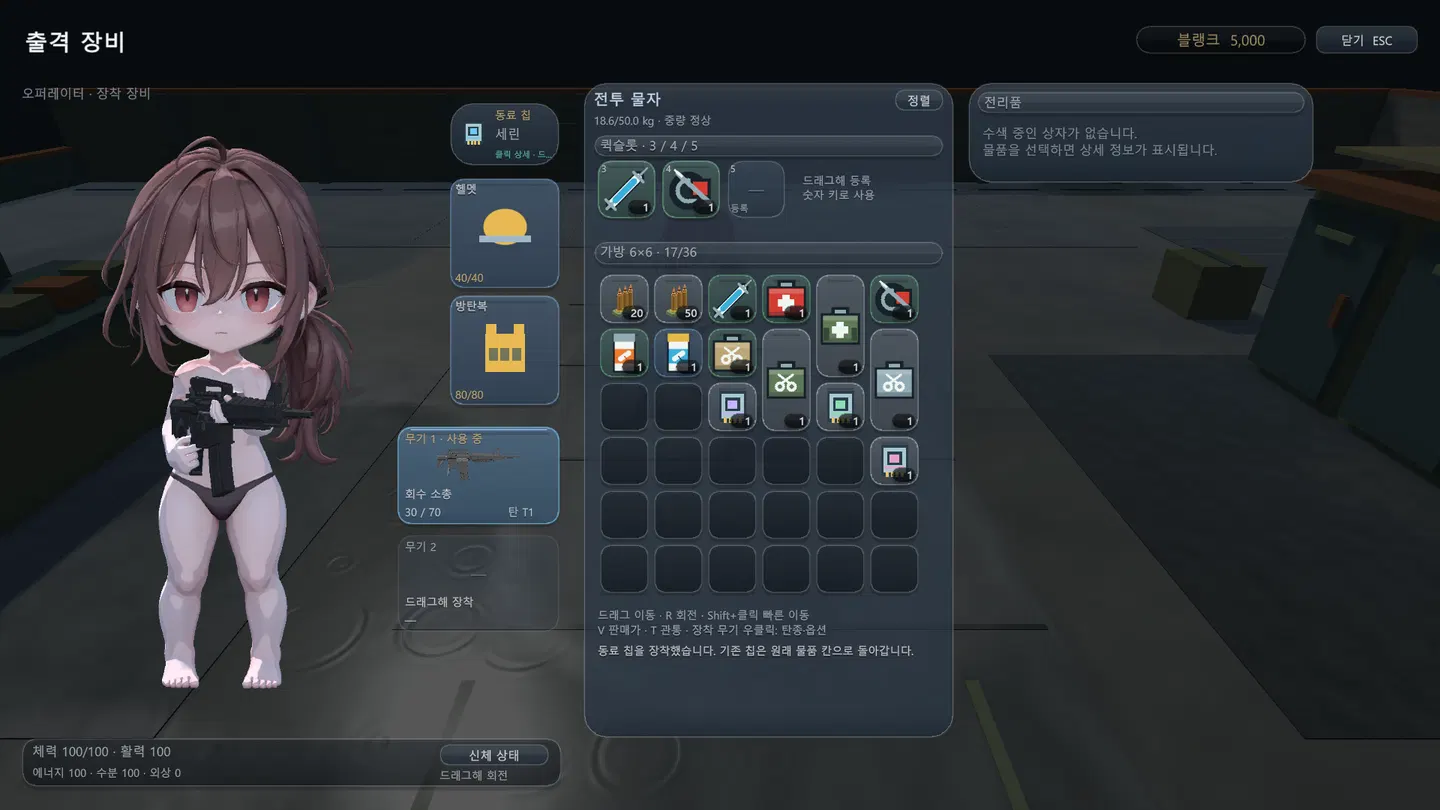 출격 장비
블랭크 5,000
닫기 ESC
오퍼레이터 · 장착 장비
동료 칩
세린
클릭 상세 · 드...
헬멧
40/40
방탄복
80/80
무기 1 · 사용 중
회수 소총
30 / 70
탄 T1
무기 2
—
드래그해 장착
—
체력 100/100 · 활력 100
에너지 100 · 수분 100 · 외상 0
신체 상태
드래그해 회전
전투 물자
정렬
18.6/50.0 kg · 중량 정상
퀵슬롯 · 3 / 4 / 5
3
1
4
1
5
—
등록
드래그해 등록
숫자 키로 사용
가방 6×6 · 17/36
20
50
1
1
1
1
1
1
1
1
1
1
1
1
드래그 이동 · R 회전 · Shift+클릭 빠른 이동
V 판매가 · T 관통 · 장착 무기 우클릭: 탄종·옵션
동료 칩을 장착했습니다. 기존 칩은 원래 물품 칸으로 돌아갑니다.
전리품
수색 중인 상자가 없습니다.
물품을 선택하면 상세 정보가 표시됩니다.